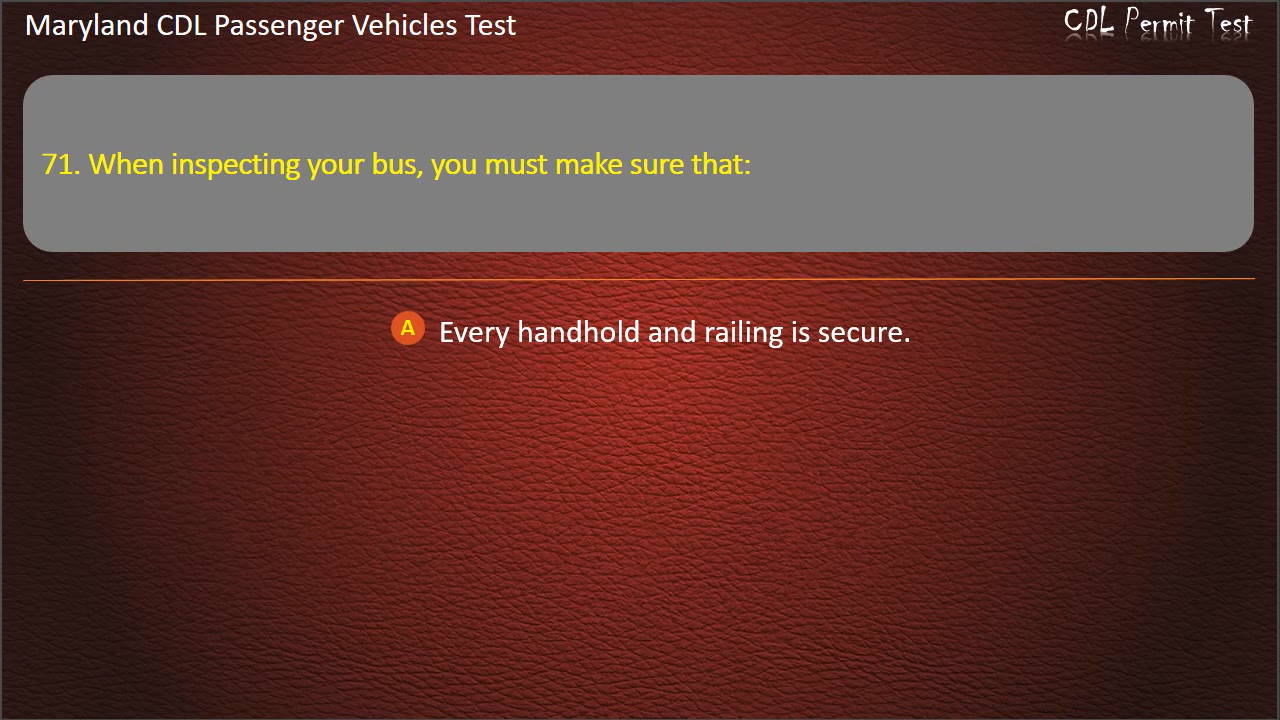 Maryland CDL Passenger Vehicles Test
CDL Permit Test
71. When inspecting your bus, you must make sure that:
A Every handhold and railing is secure.